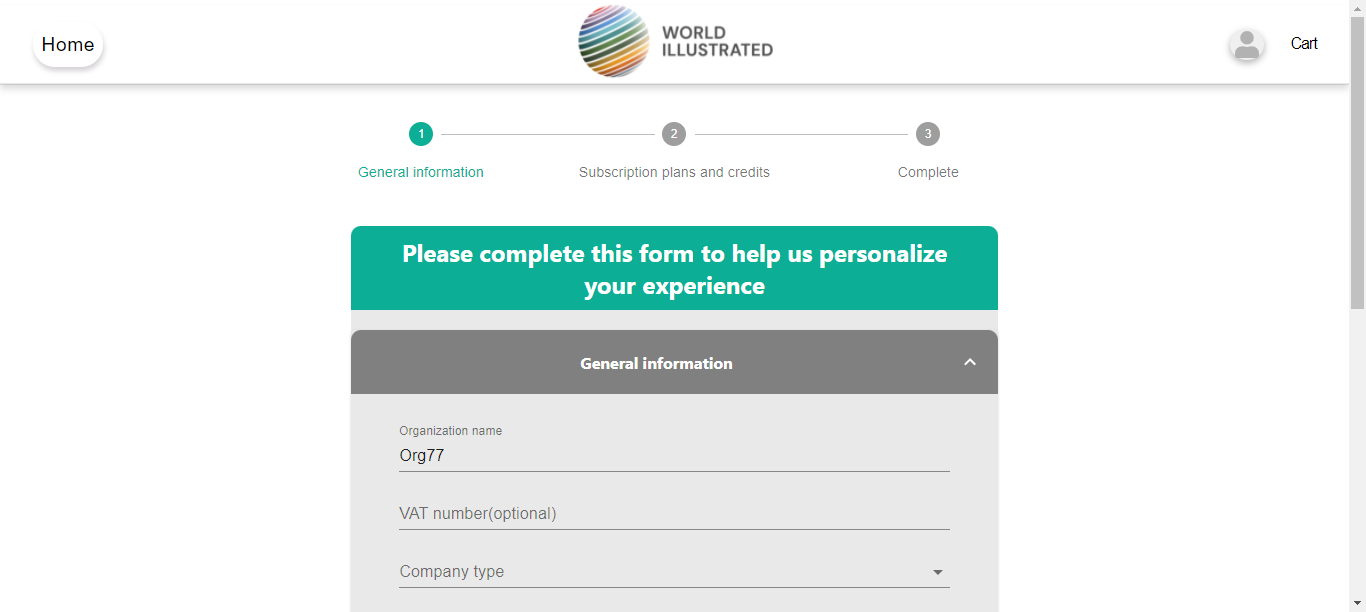 Home
WORLD
ILLUSTRATED
Cart
1
2
3
General information
Subscription plans and credits
Complete
Please complete this form to help us personalize
your experience
General information
Organization name
Org77
VAT number(optional)
Company type